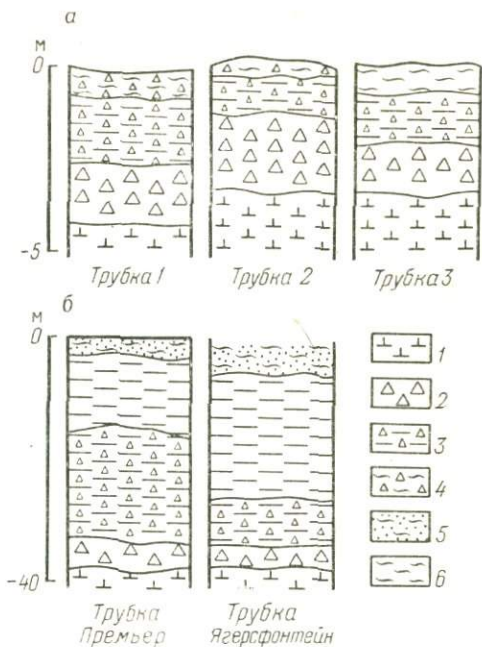 а
м
0
-5
Трубка 1
Трубка 2
Трубка 3
б
м
0
-40
Трубка
Премьер
Трубка
Ягерсфонтейн
1
2
3
4
5
6